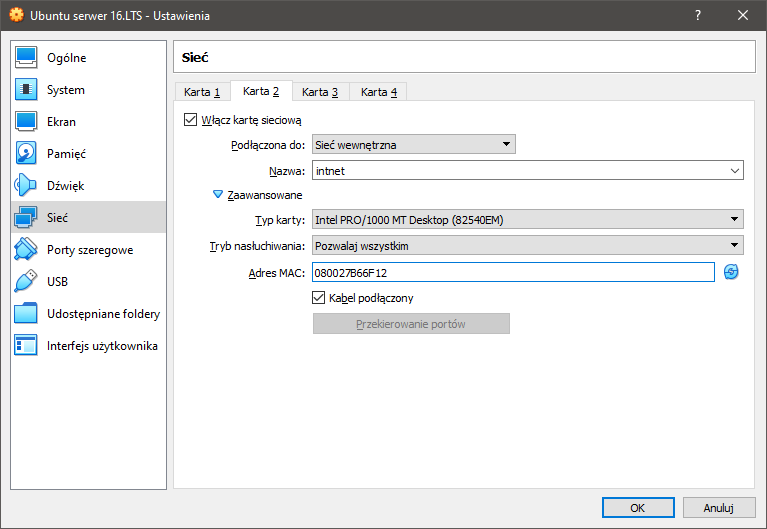 Ubuntu serwer 16.LTS - Ustawienia
?
Ogólne
System
Ekran
Pamięć
Dźwięk
Sieć
Porty szeregowe
USB
Udostępniane foldery
Interfejs użytkownika
Sieć
Karta 1 Karta 2 Karta 3 Karta 4
Włącz kartę sieciową
Podłączona do: Sieć wewnętrzna
Nazwa: intnet
Zaawansowane
Typ karty: Intel PRO/1000 MT Desktop (82540EM)
Tryb nasłuchiwania: Pozwalaj wszystkim
Adres MAC: 080027B66F12
Kabel podłączony
Przekierowanie portów
OK Anuluj